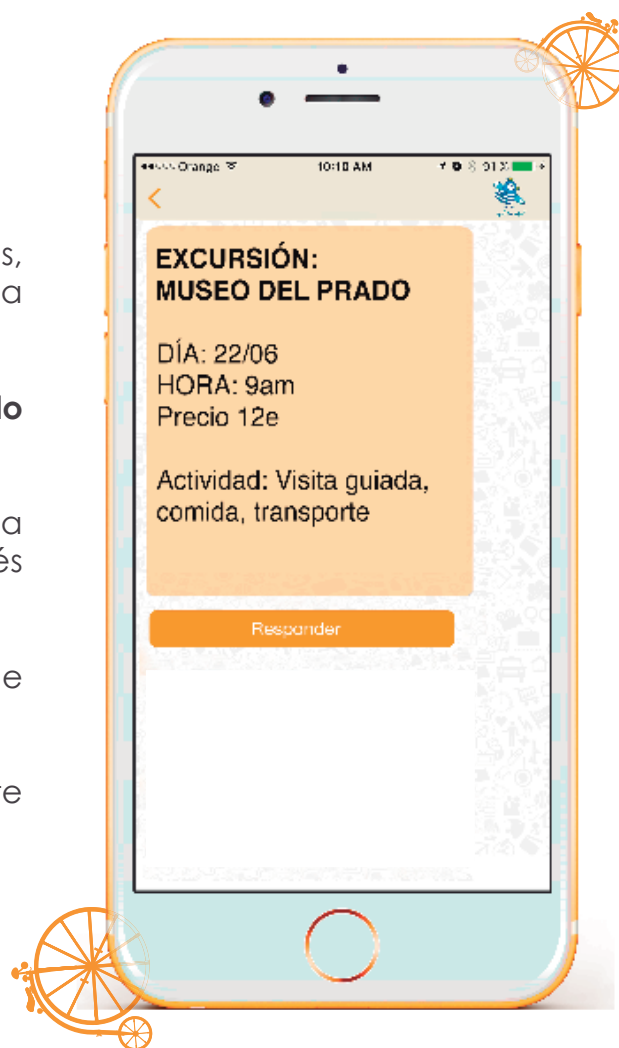 s,
a
lo
a
és
e
re
Orange
10:10 AM
91%
EXCURSIÓN:
MUSEO DEL PRADO
DÍA: 22/06
HORA: 9am
Precio 12e
Actividad: Visita guiada,
comida, transporte
Responder